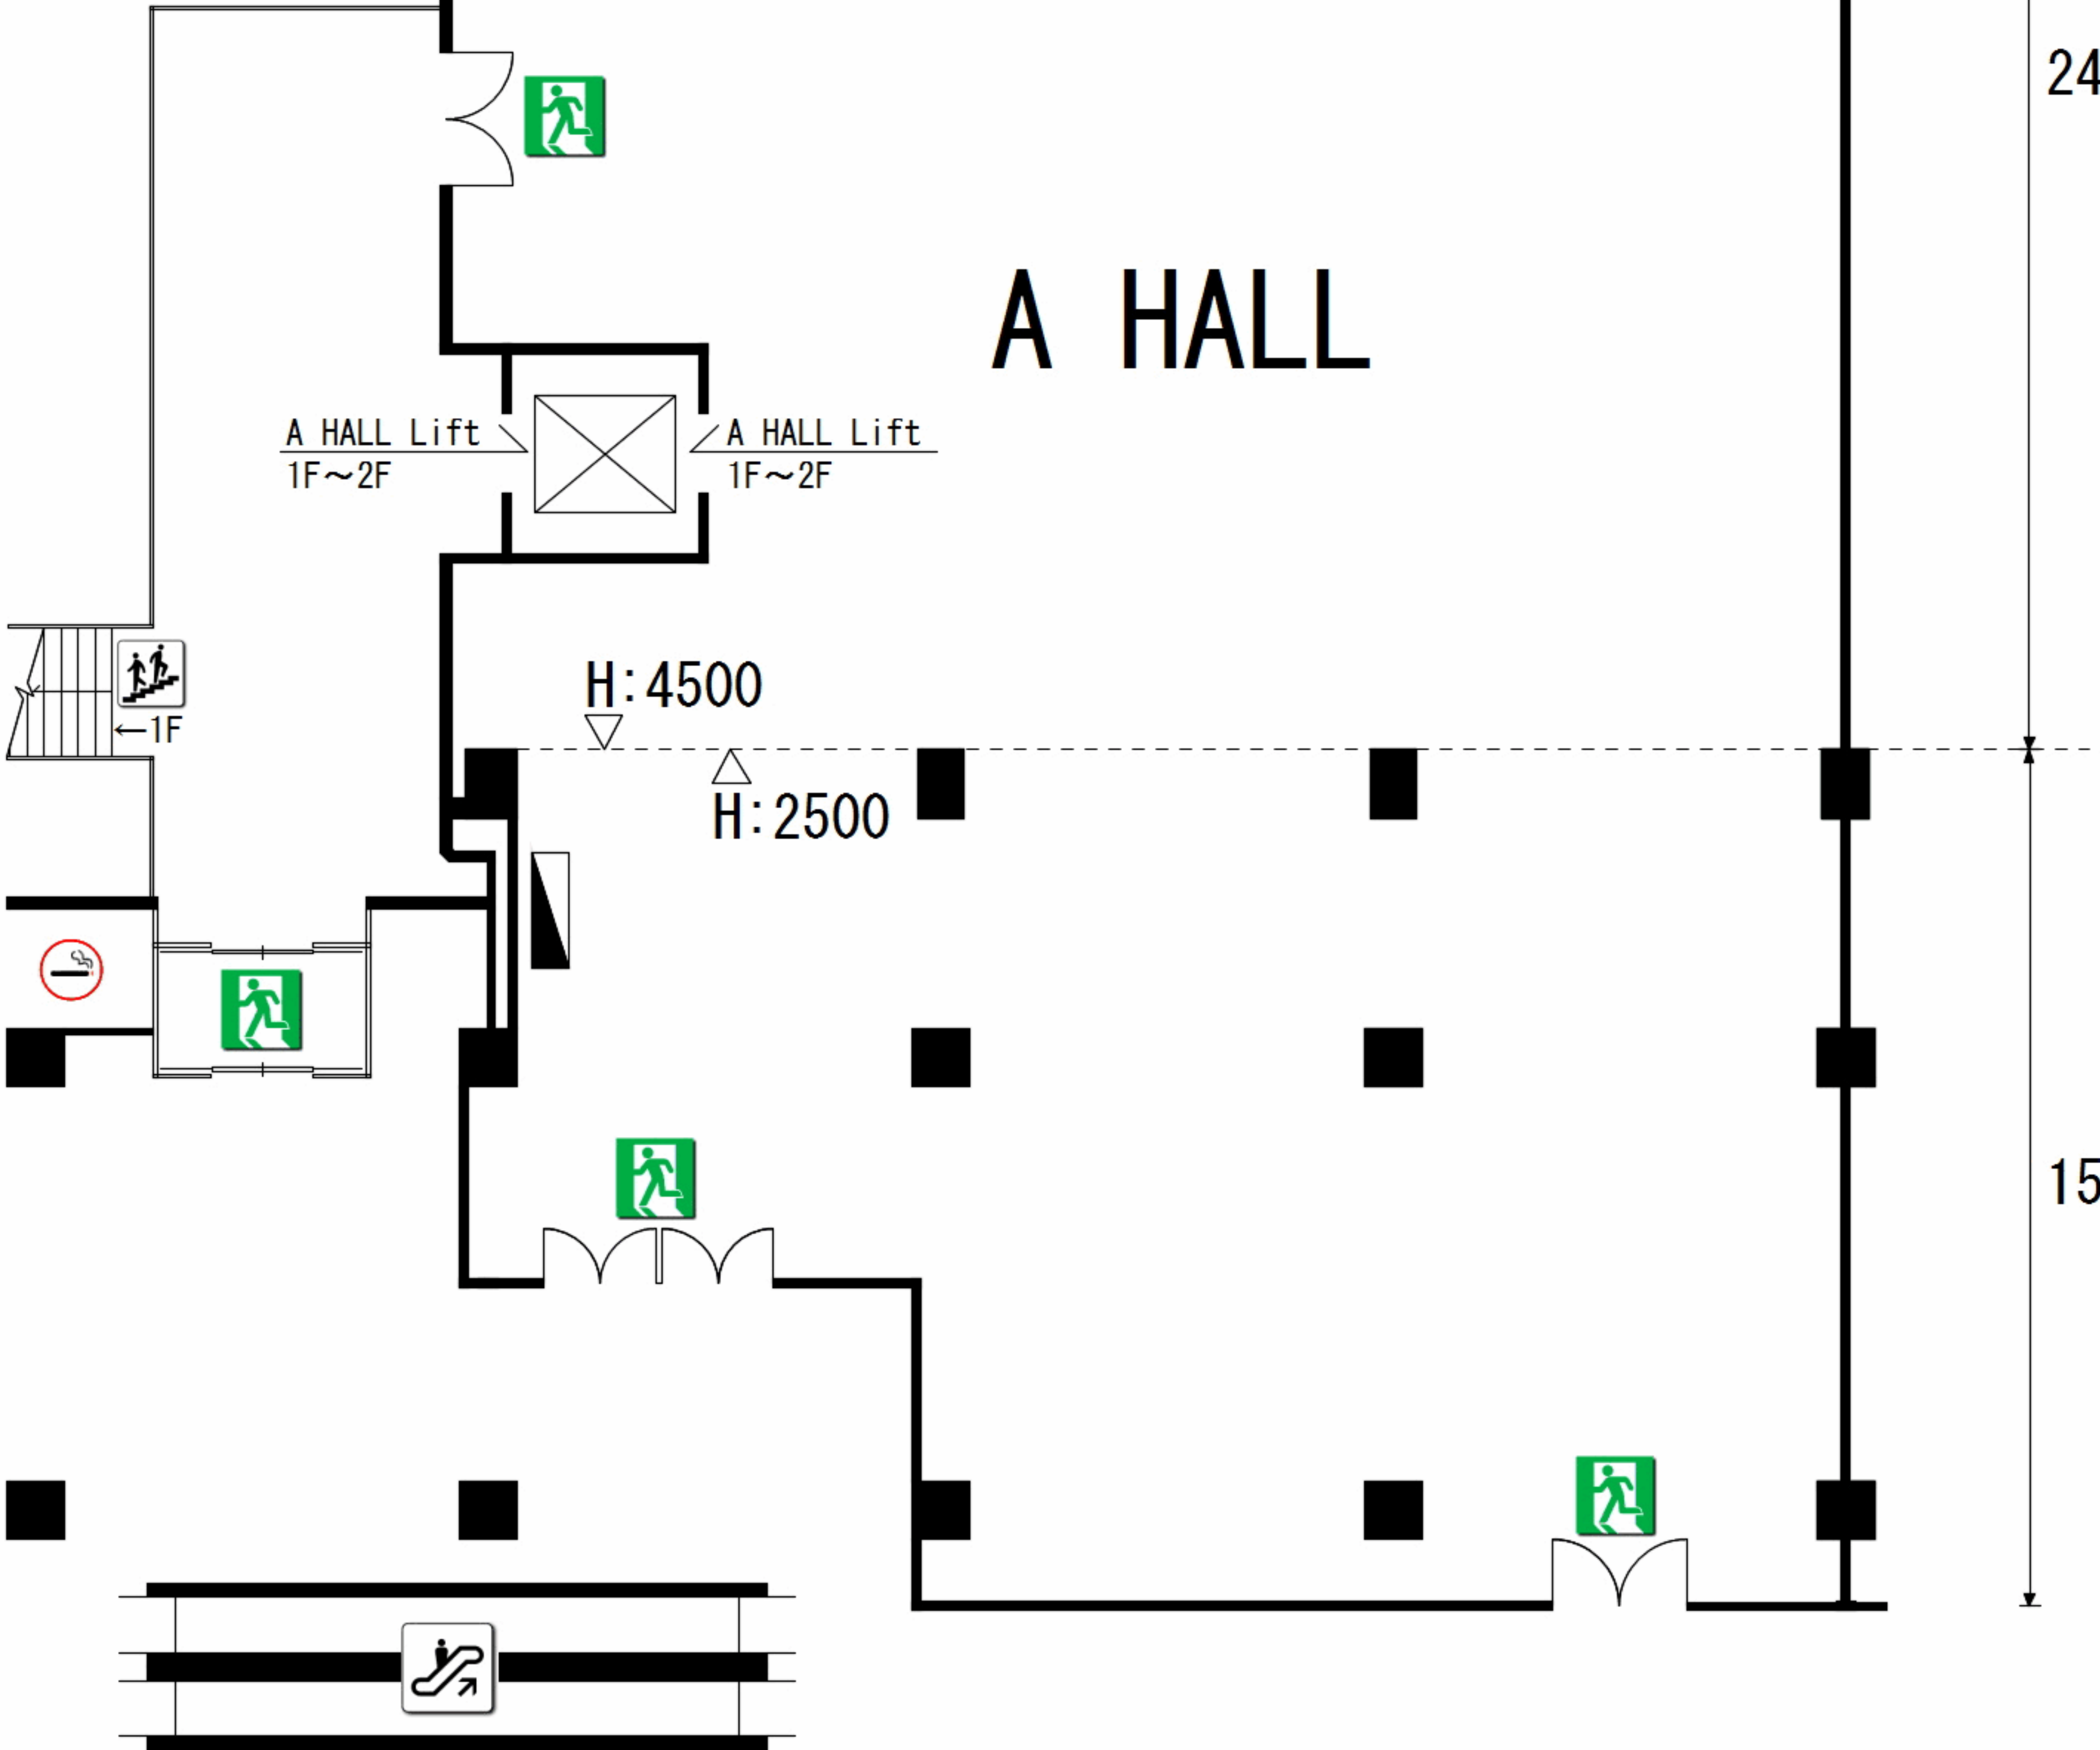 24
A HALL
A HALL Lift
1F～2F
A HALL Lift
1F～2F
H:4500
←1F
H:2500
15